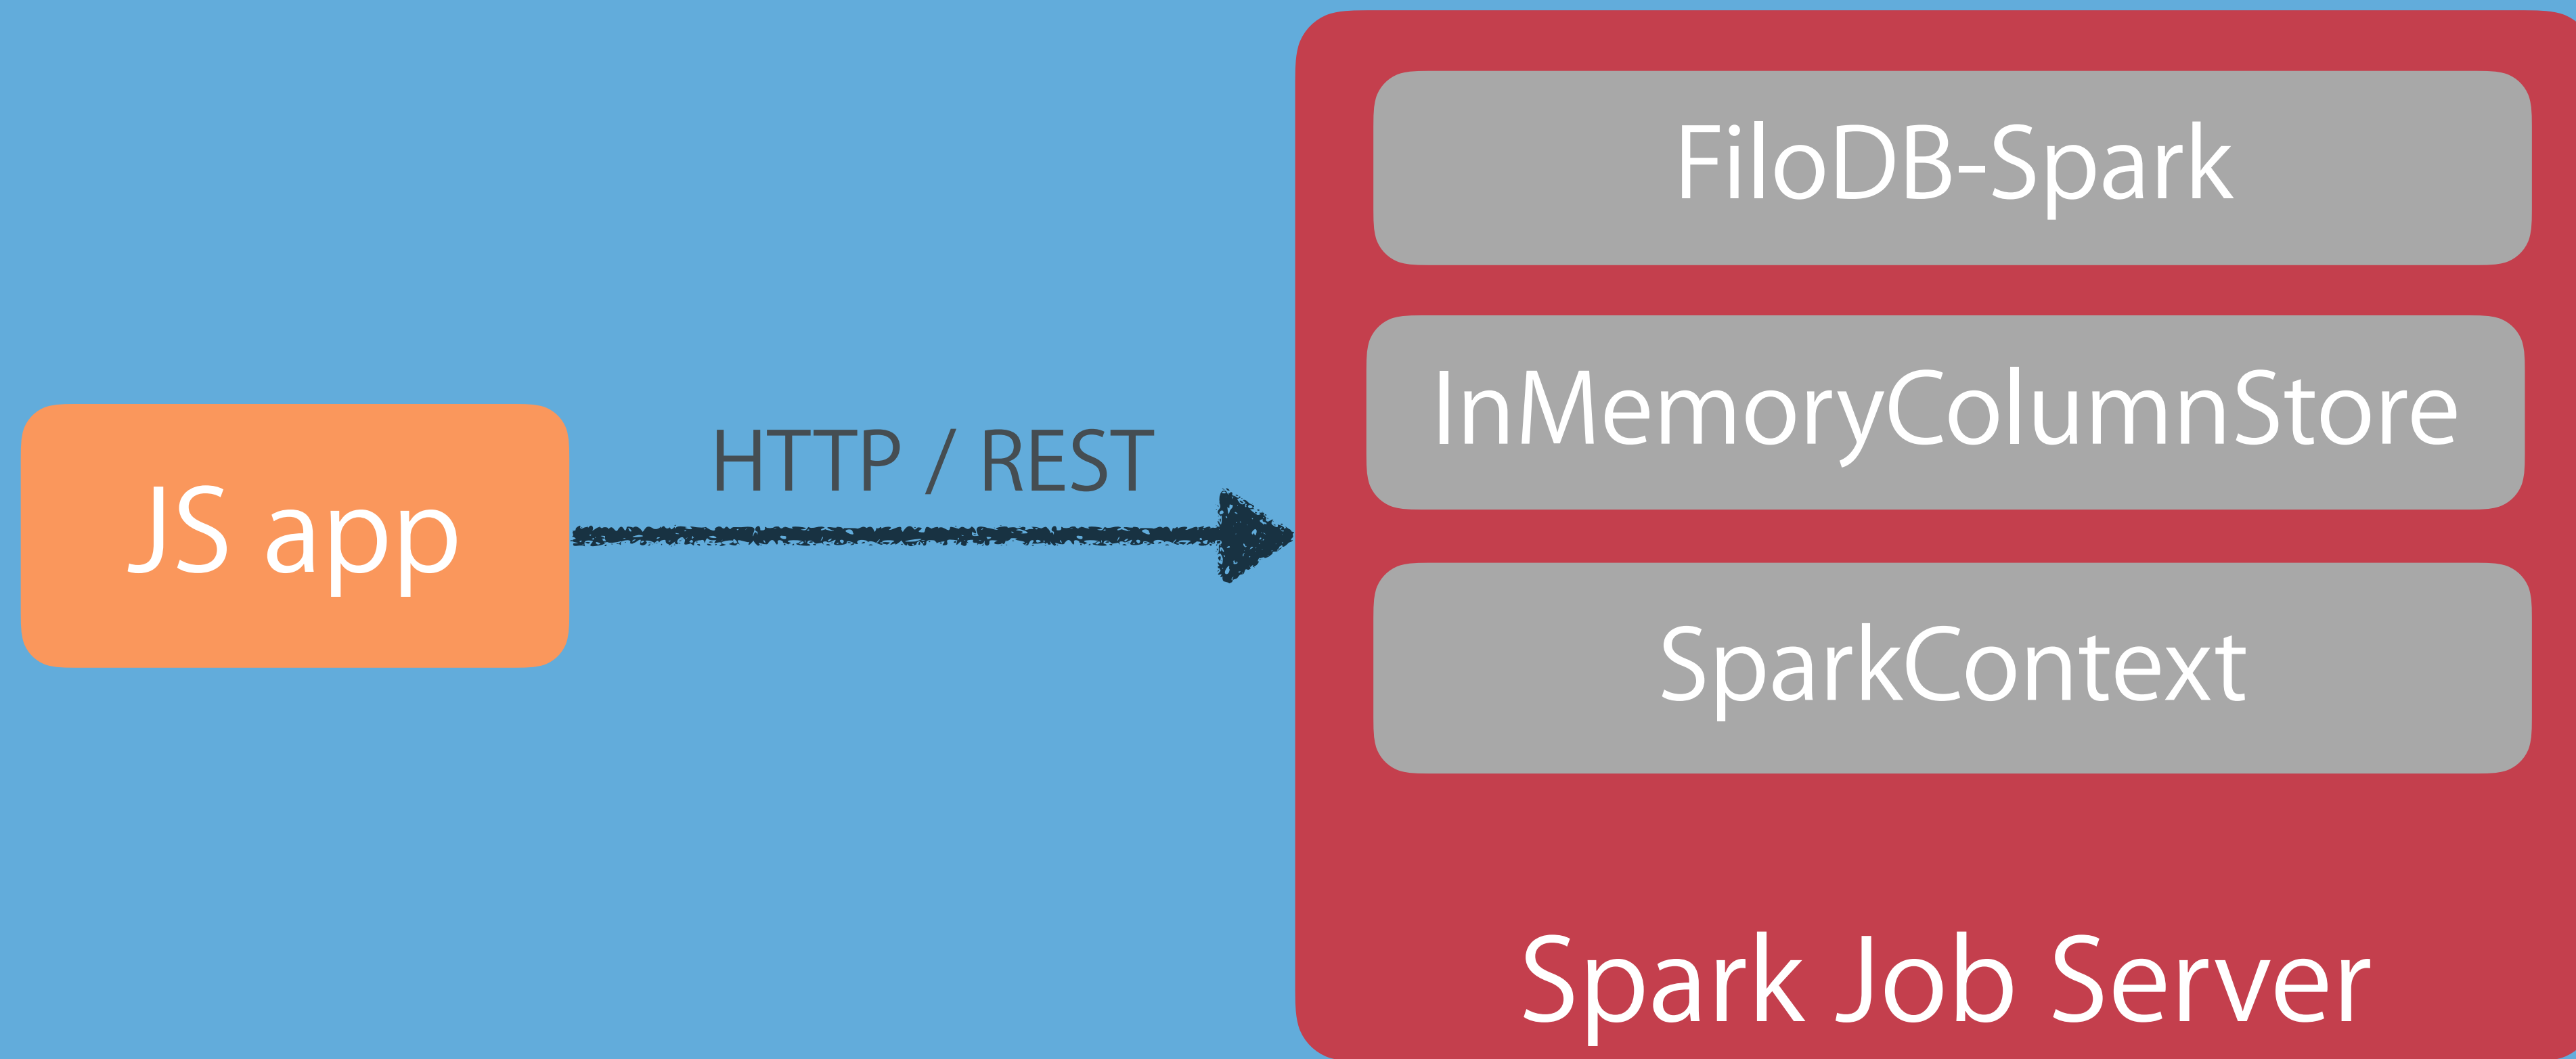 FiloDB-Spark
InMemoryColumnStore
HTTP / REST
JS app
SparkContext
Spark Job Server